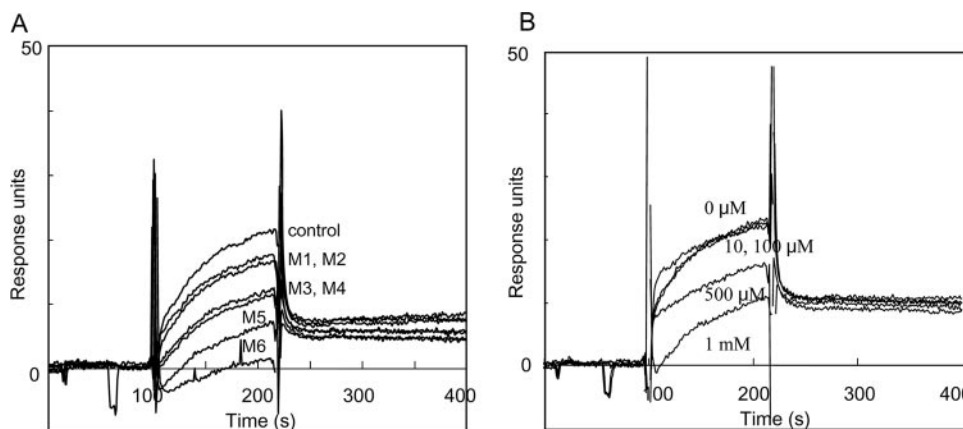 A
50
Response units
control
M1, M2
M3, M4
M5
M6
0
100
200
300
400
Time (s)
B
50
Response units
0 µM
10, 100 µM
500 µM
1 mM
0
100
200
300
400
Time (s)